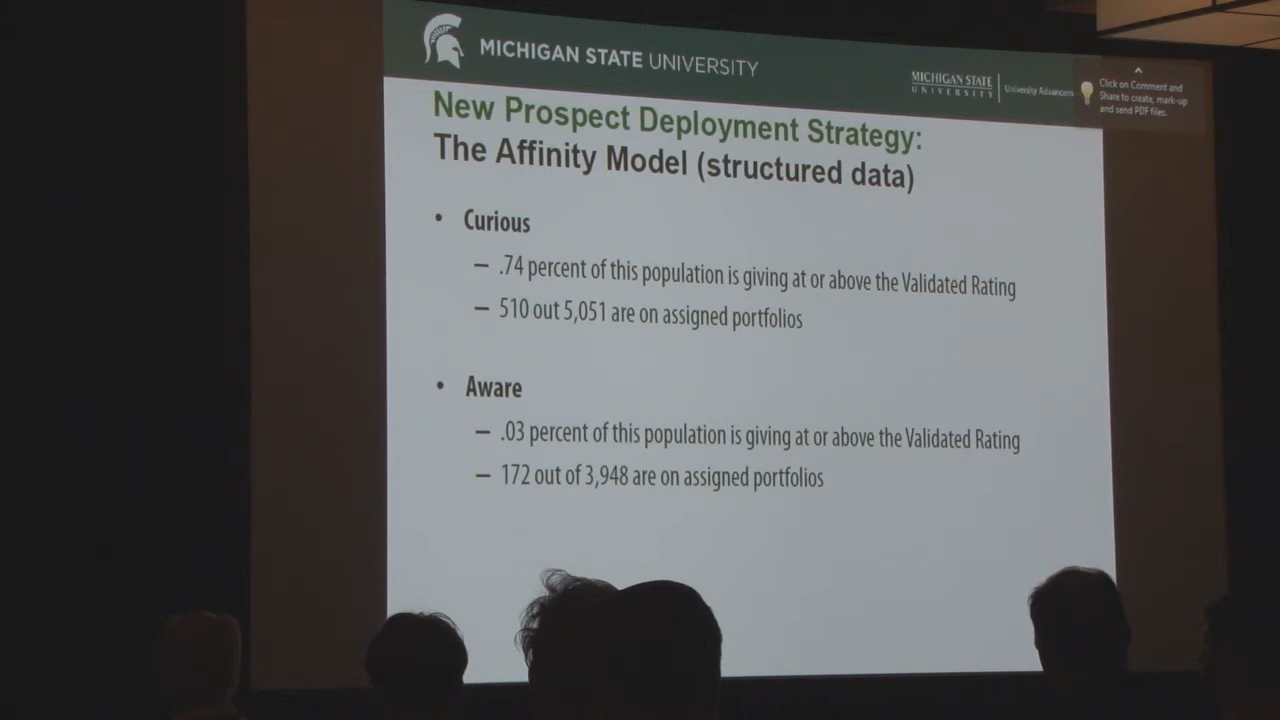 MICHIGAN STATE UNIVERSITY
MICHIGAN STATE
UNIVERSITY
University Advancem
Click on Comment and
Share to create, mark-up
and send PDF files.
New Prospect Deployment Strategy:
The Affinity Model (structured data)
• Curious
– .74 percent of this population is giving at or above the Validated Rating
– 510 out 5,051 are on assigned portfolios
• Aware
– .03 percent of this population is giving at or above the Validated Rating
– 172 out of 3,948 are on assigned portfolios